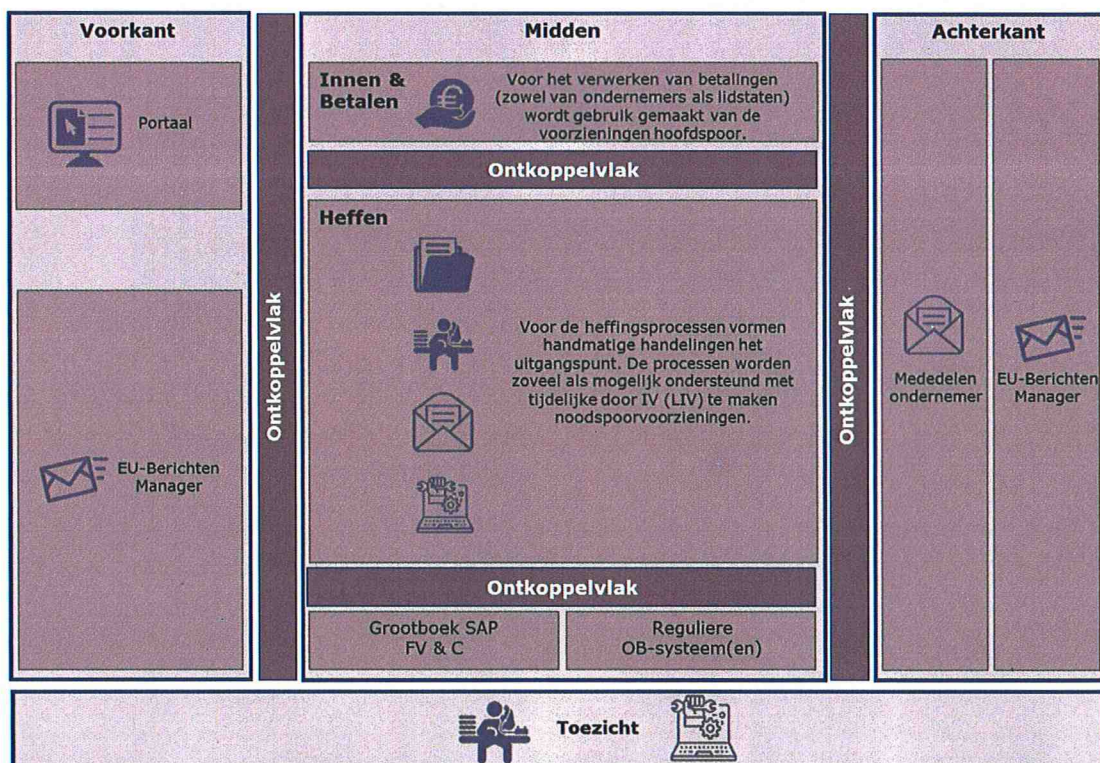 Voorkant
Portaal
EU-Berichten
Manager
Ontkoppelvlak
Midden
Innen &
Betalen
Voor het verwerken van betalingen
(zowel van ondernemers als lidstaten)
wordt gebruik gemaakt van de
voorzieningen hoofdspoor.
Ontkoppelvlak
Heffen
Voor de heffingsprocessen vormen
handmatige handelingen het
uitgangspunt. De processen worden
zoveel als mogelijk ondersteund met
tijdelijke door IV (LIV) te maken
noodspoorvoorzieningen.
Ontkoppelvlak
Grootboek SAP
FV & C
Reguliere
OB-systeem(en)
Ontkoppelvlak
Achterkant
Mededelen
ondernemer
EU-Berichten
Manager
Toezicht